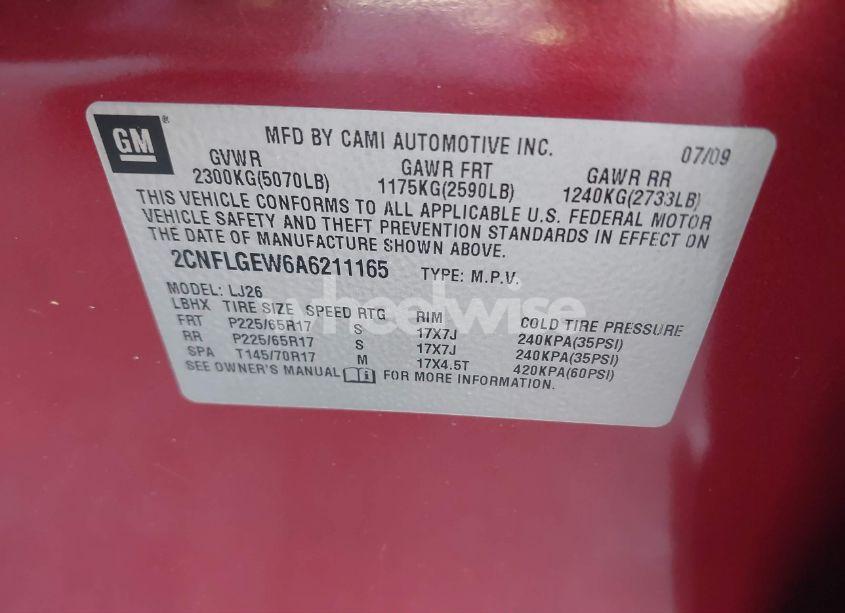 GM®
MFD BY CAMI AUTOMOTIVE INC. 07/09
GVWR GAWR FRT GAWR RR
2300KG(5070LB) 1175KG(2590LB) 1240KG(2733LB)
THIS VEHICLE CONFORMS TO ALL APPLICABLE U.S. FEDERAL MOTOR
VEHICLE SAFETY AND THEFT PREVENTION STANDARDS IN EFFECT ON
THE DATE OF MANUFACTURE SHOWN ABOVE.
2CNFLGEW6A6211165 TYPE: M.P.V.
MODEL: LJ26
LBHX TIRE SIZE SPEED RTG RIM COLD TIRE PRESSURE
FRT P225/65R17 S 17X7J 240KPA(35PSI)
RR P225/65R17 S 17X7J 240KPA(35PSI)
SPA T145/70R17 M 17X4.5T 420KPA(60PSI)
SEE OWNER'S MANUAL i FOR MORE INFORMATION.
wheelwise